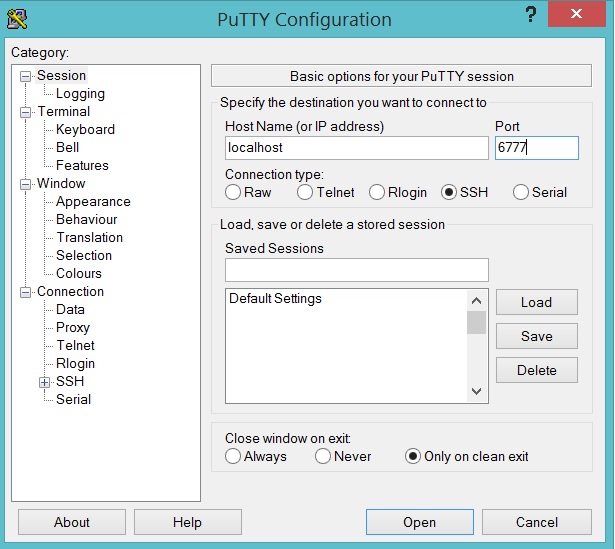 PuTTY Configuration
?
x
Category:
Session
Logging
Terminal
Keyboard
Bell
Features
Window
Appearance
Behaviour
Translation
Selection
Colours
Connection
Data
Proxy
Telnet
Rlogin
SSH
Serial
Basic options for your PuTTY session
Specify the destination you want to connect to
Host Name (or IP address) Port
localhost 6777
Connection type:
Raw Telnet Rlogin SSH Serial
Load, save or delete a stored session
Saved Sessions
Default Settings
Load
Save
Delete
Close window on exit:
Always Never Only on clean exit
About Help Open Cancel